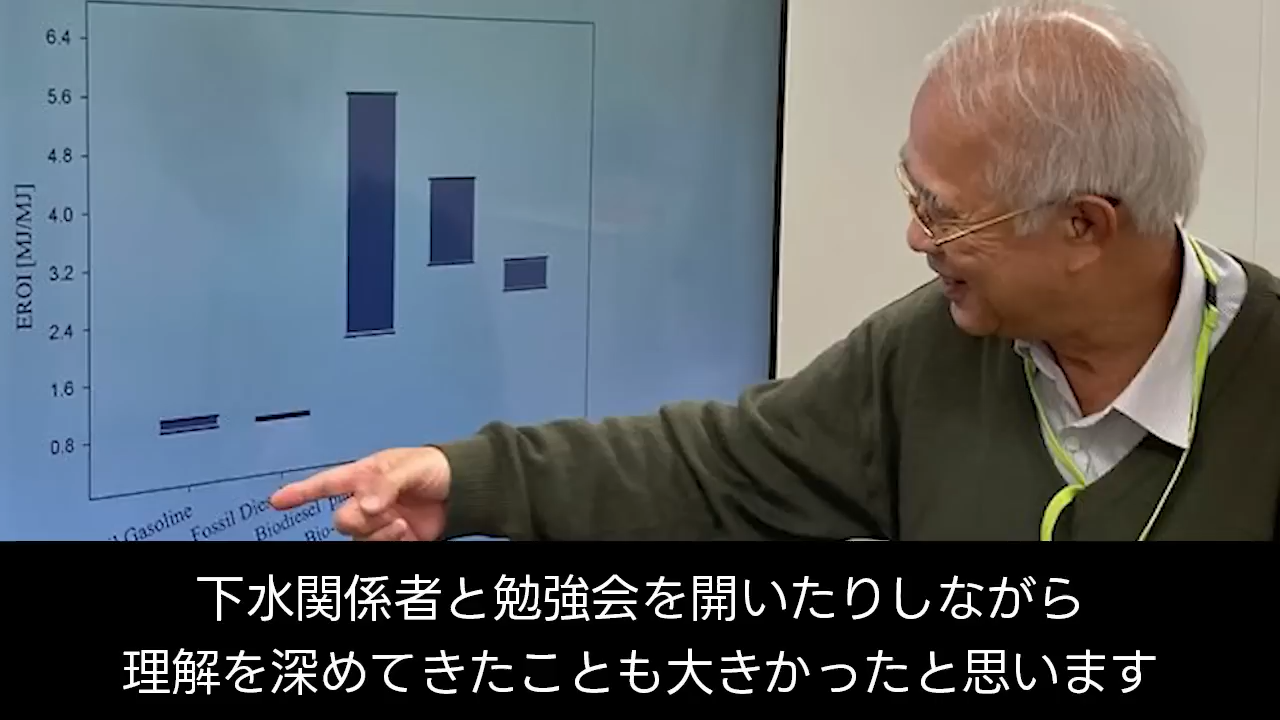 6.4
5.6
4.8
4.0
3.2
2.4
1.6
0.8
EROI [MJ/MJ]
Gasoline
Fossil
Biodiesel
下水関係者と勉強会を開いたりしながら
理解を深めてきたことも大きかったと思います